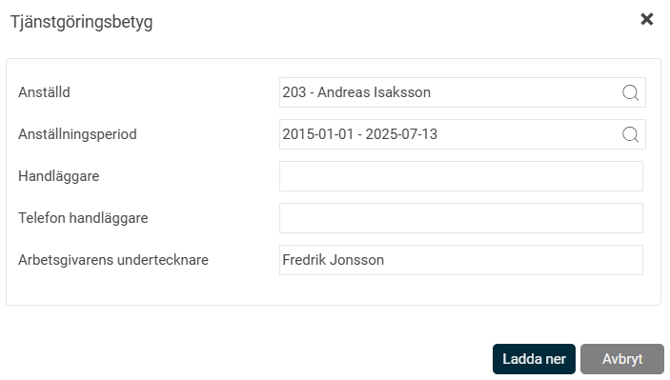 Tjänstgöringsbetyg
Anställd 203 - Andreas Isaksson
Anställningsperiod 2015-01-01 - 2025-07-13
Handläggare
Telefon handläggare
Arbetsgivarens undertecknare Fredrik Jonsson
Ladda ner Avbryt